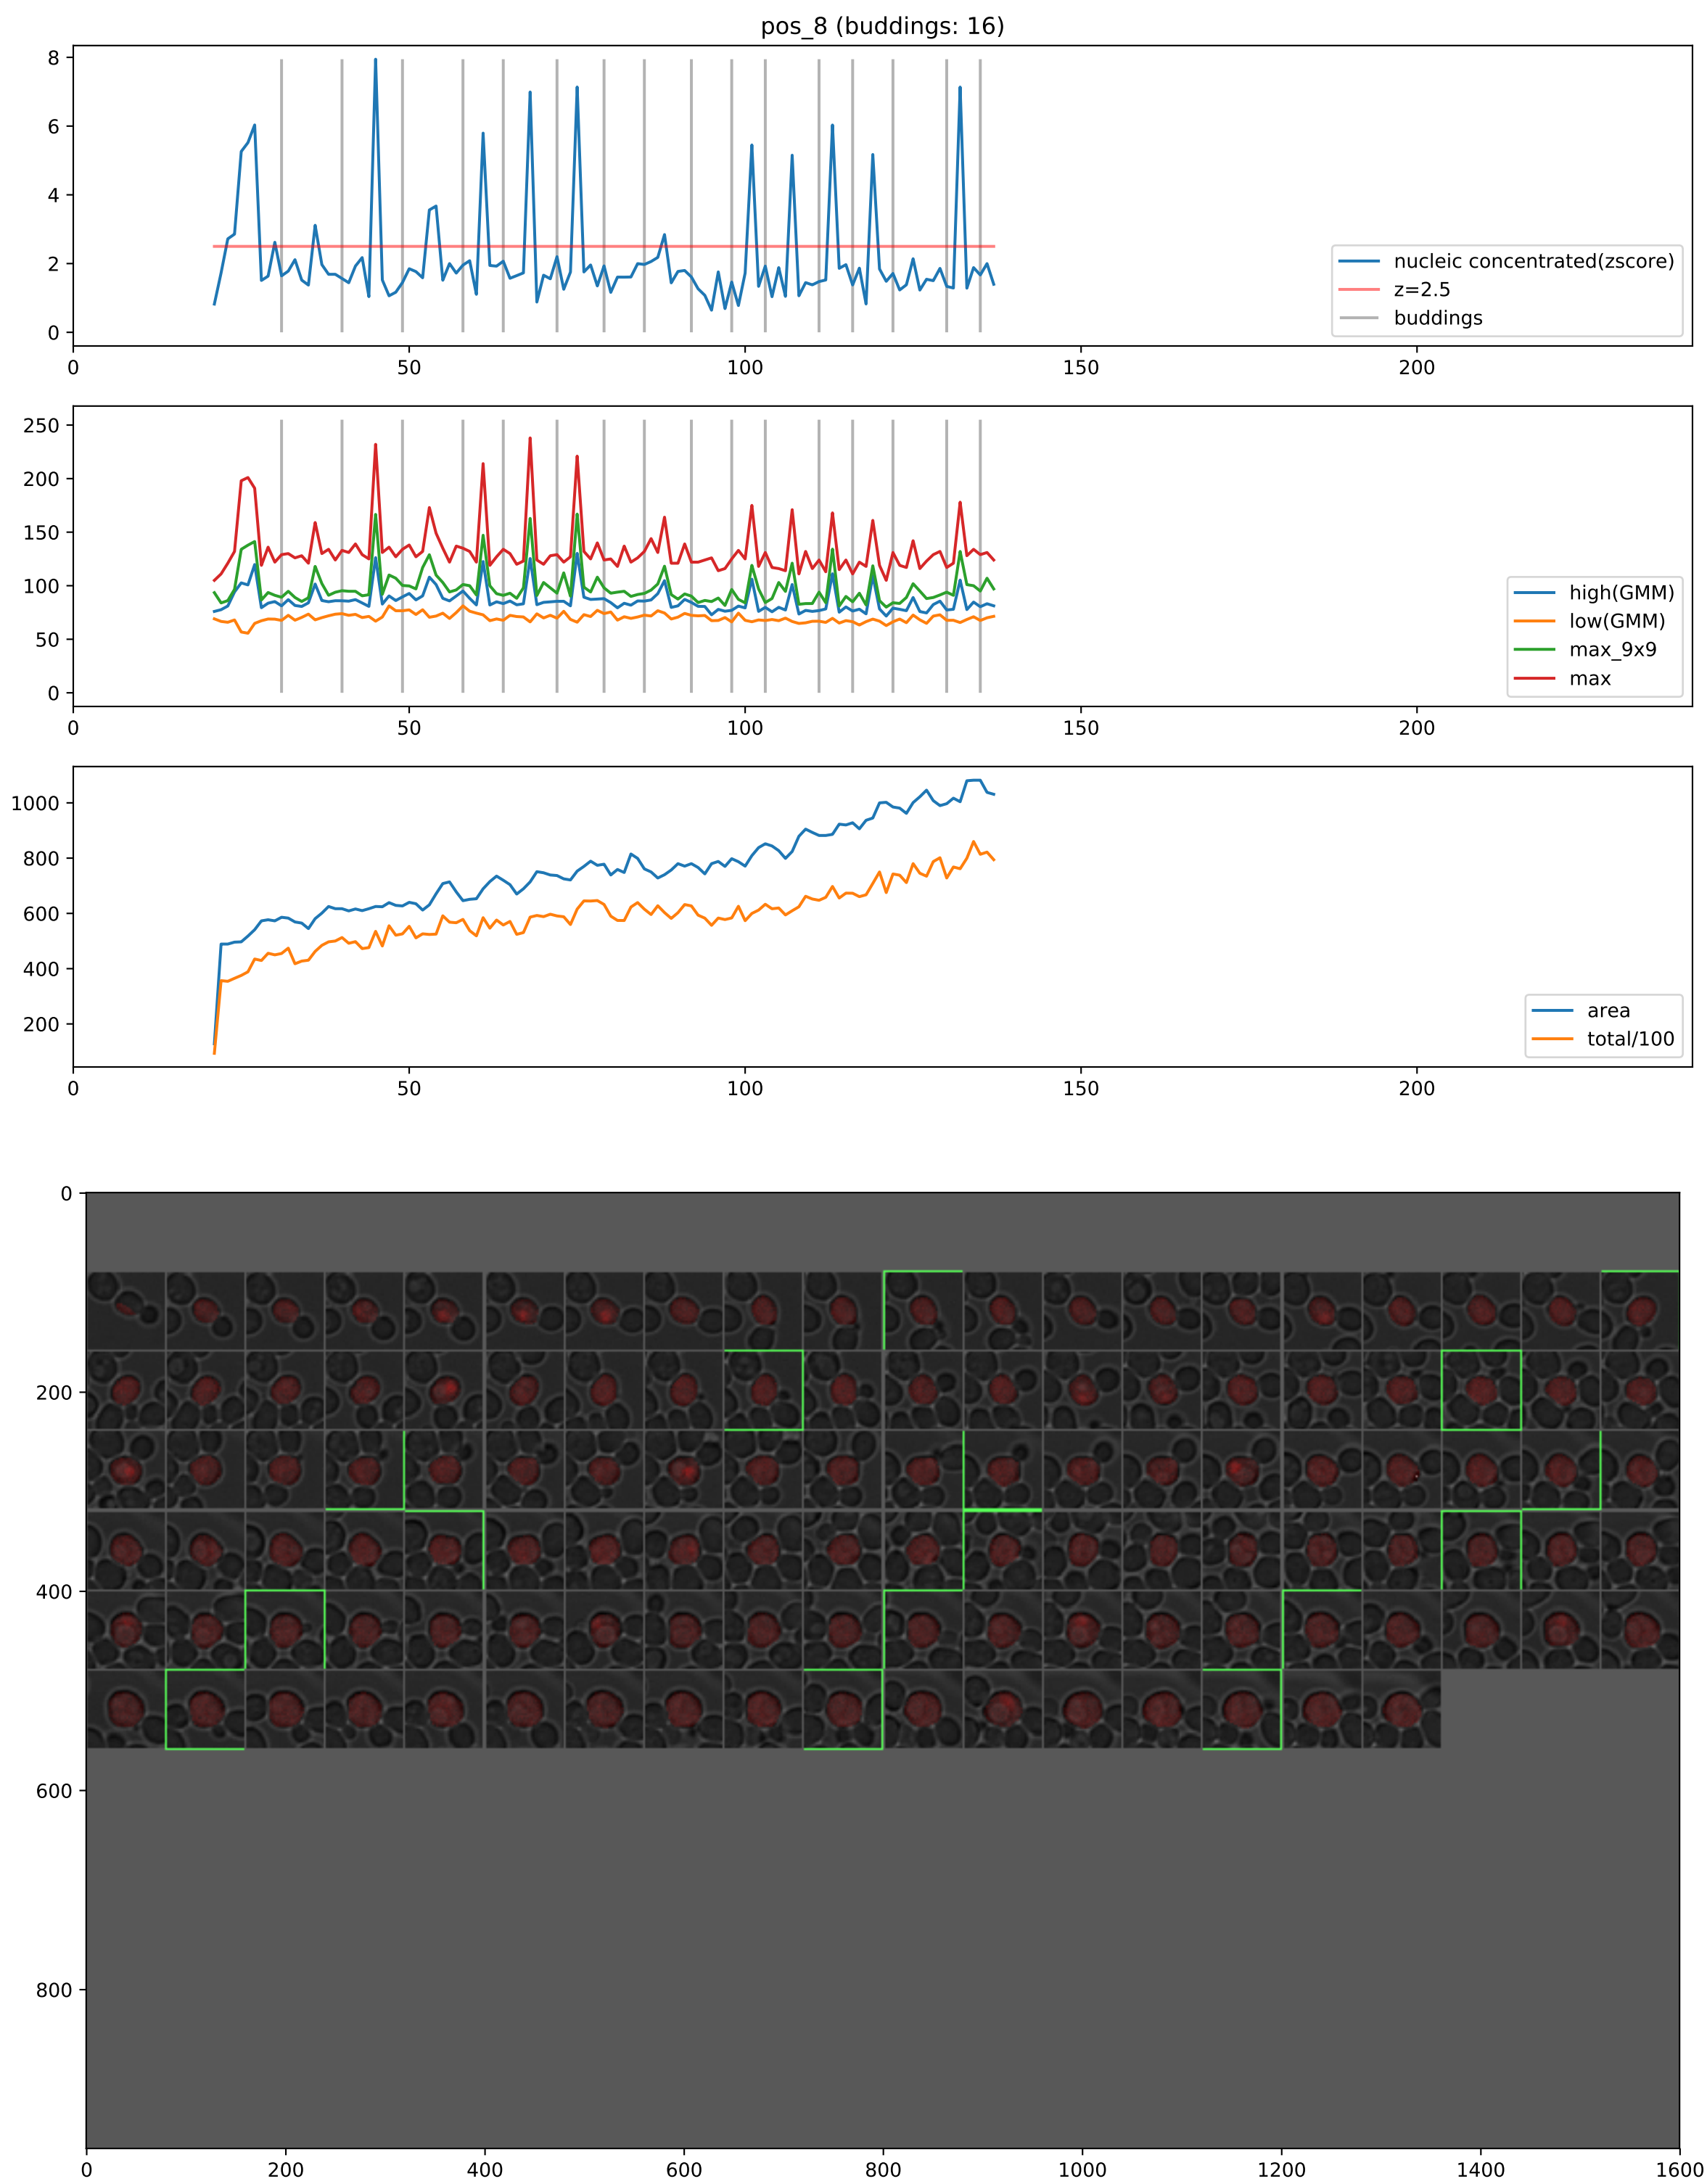 pos_8 (buddings: 16)
8
6
4
2
0
nucleic concentrated(zscore)
z=2.5
buddings
0 50 100 150 200
250
200
150
100
50
0
high(GMM)
low(GMM)
max_9x9
max
0 50 100 150 200
1000
800
600
400
200
area
total/100
0 50 100 150 200
0
200
400
600
800
0 200 400 600 800 1000 1200 1400 1600